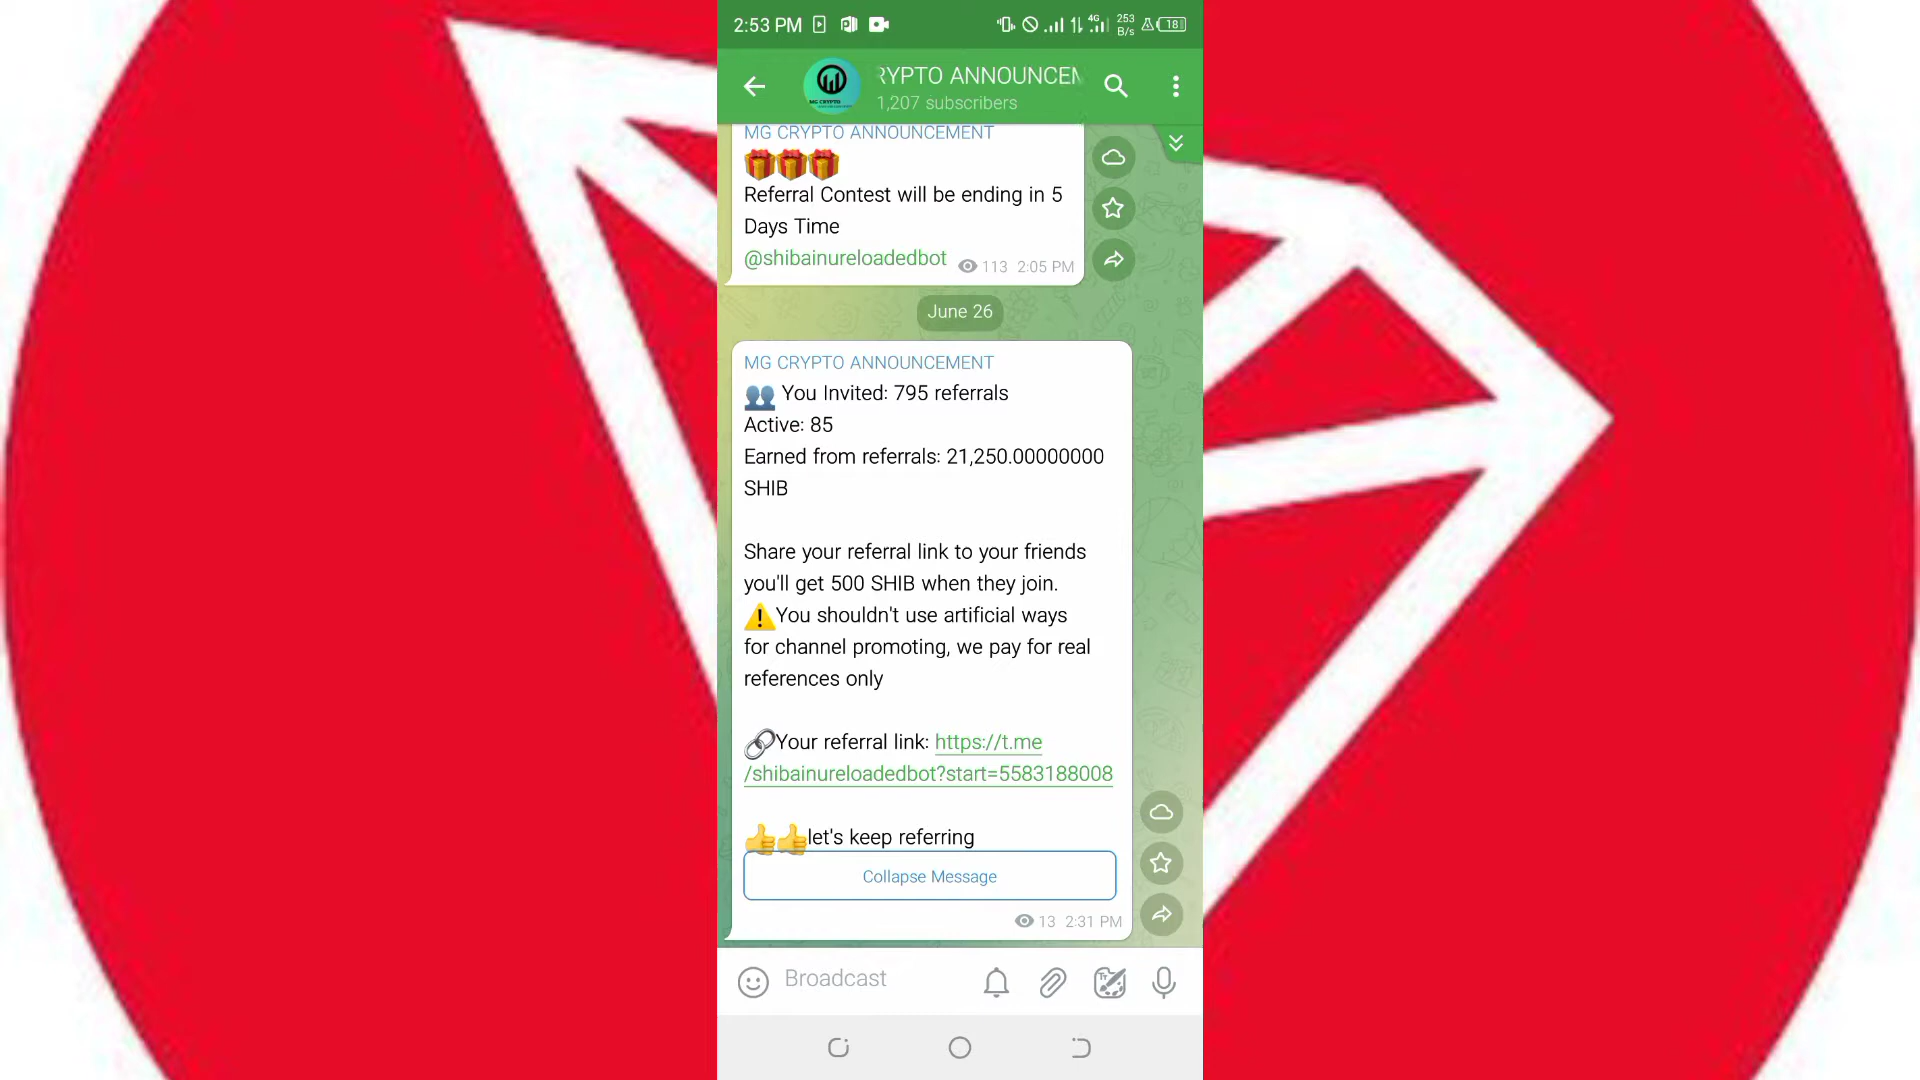 2:53 PM
4G
253
B/s
18
RYPTO ANNOUNCEM
1,207 subscribers
MG CRYPTO
MG CRYPTO ANNOUNCEMENT
🎁🎁🎁
Referral Contest will be ending in 5
Days Time
@shibainureloadedbot
113 2:05 PM
June 26
MG CRYPTO ANNOUNCEMENT
👥 You Invited: 795 referrals
Active: 85
Earned from referrals: 21,250.00000000
SHIB
Share your referral link to your friends
you'll get 500 SHIB when they join.
⚠️You shouldn't use artificial ways
for channel promoting, we pay for real
references only
🔗Your referral link: https://t.me
/shibainureloadedbot?start=5583188008
👍👍let's keep referring
Collapse Message
13 2:31 PM
Broadcast